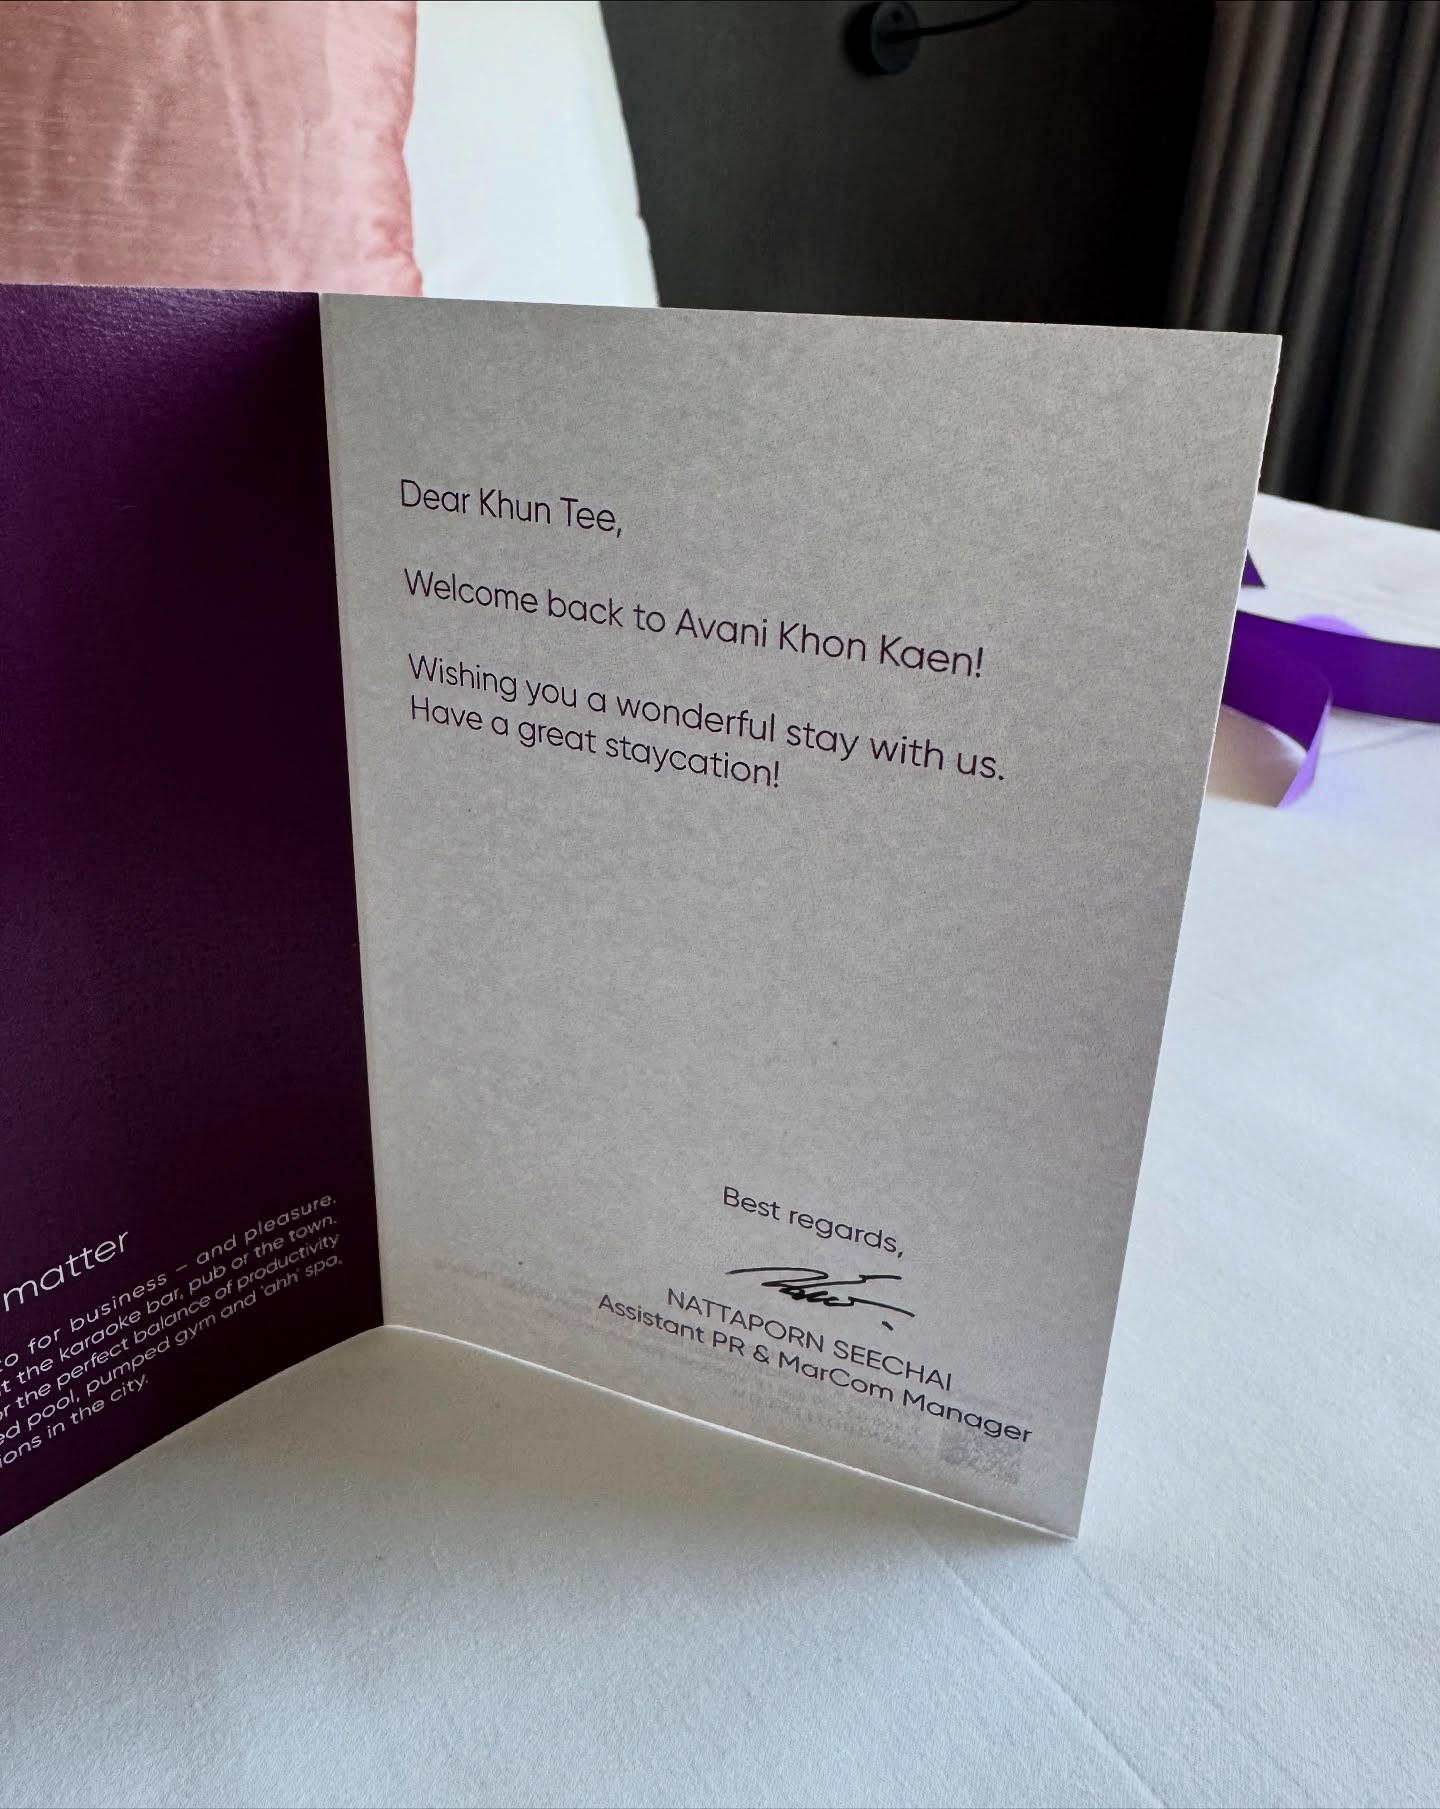 matter
to for business – and pleasure.
the karaoke bar, pub or the town.
the perfect balance of productivity
pool, pumped gym and 'ahh' spa,
in the city.
Dear Khun Tee,
Welcome back to Avani Khon Kaen!
Wishing you a wonderful stay with us.
Have a great staycation!
Best regards,
NATTAPORN SEECHAI
Assistant PR & MarCom Manager